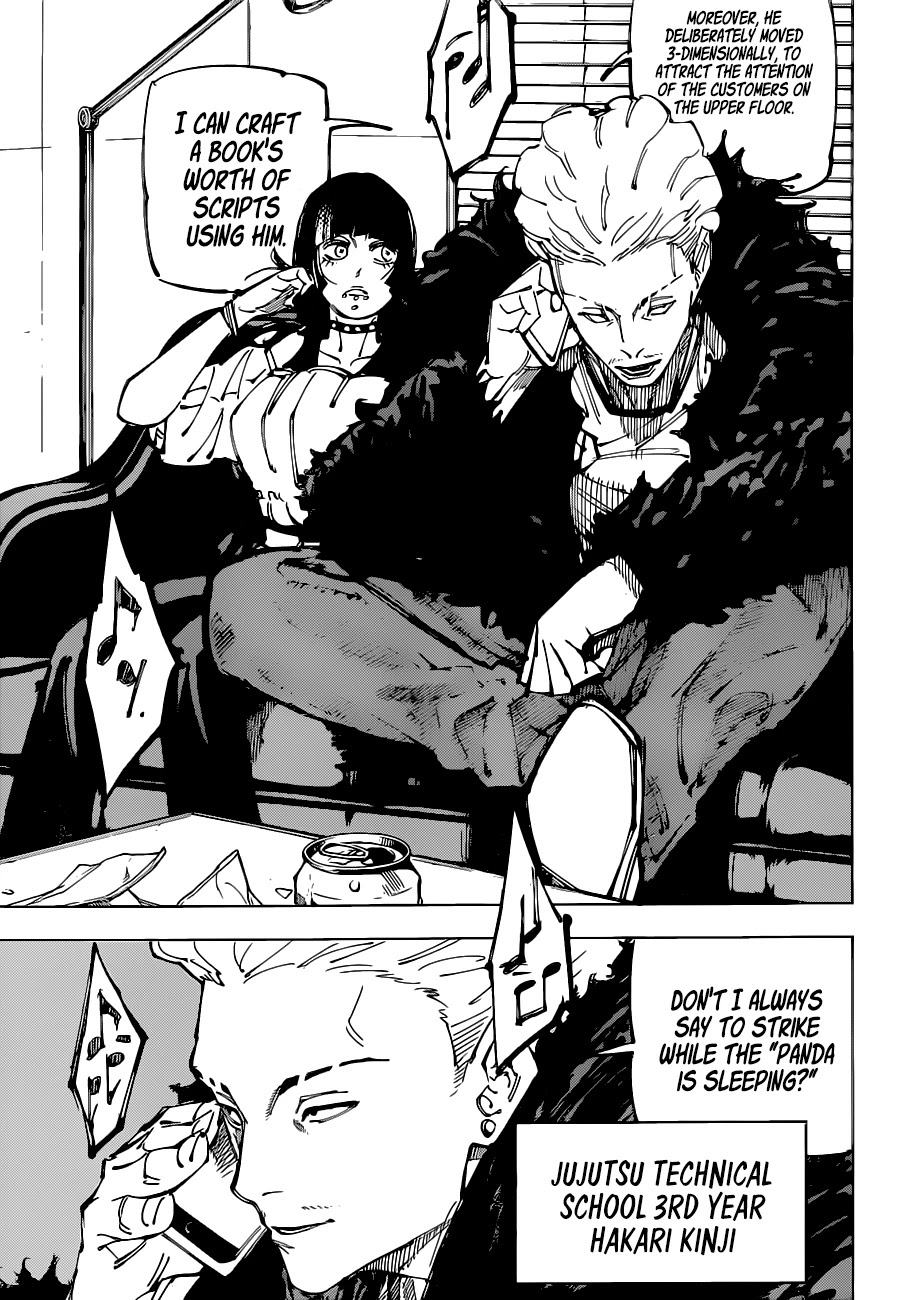 MOREOVER, HE
DELIBERATELY MOVED
3-DIMENSIONALLY, TO
ATTRACT THE ATTENTION
OF THE CUSTOMERS ON
THE UPPER FLOOR.
I CAN CRAFT
A BOOK'S
WORTH OF
SCRIPTS
USING HIM.
DON'T I ALWAYS
SAY TO STRIKE
WHILE THE "PANDA
IS SLEEPING?"
JUJUTSU TECHNICAL
SCHOOL 3RD YEAR
HAKARI KINJI